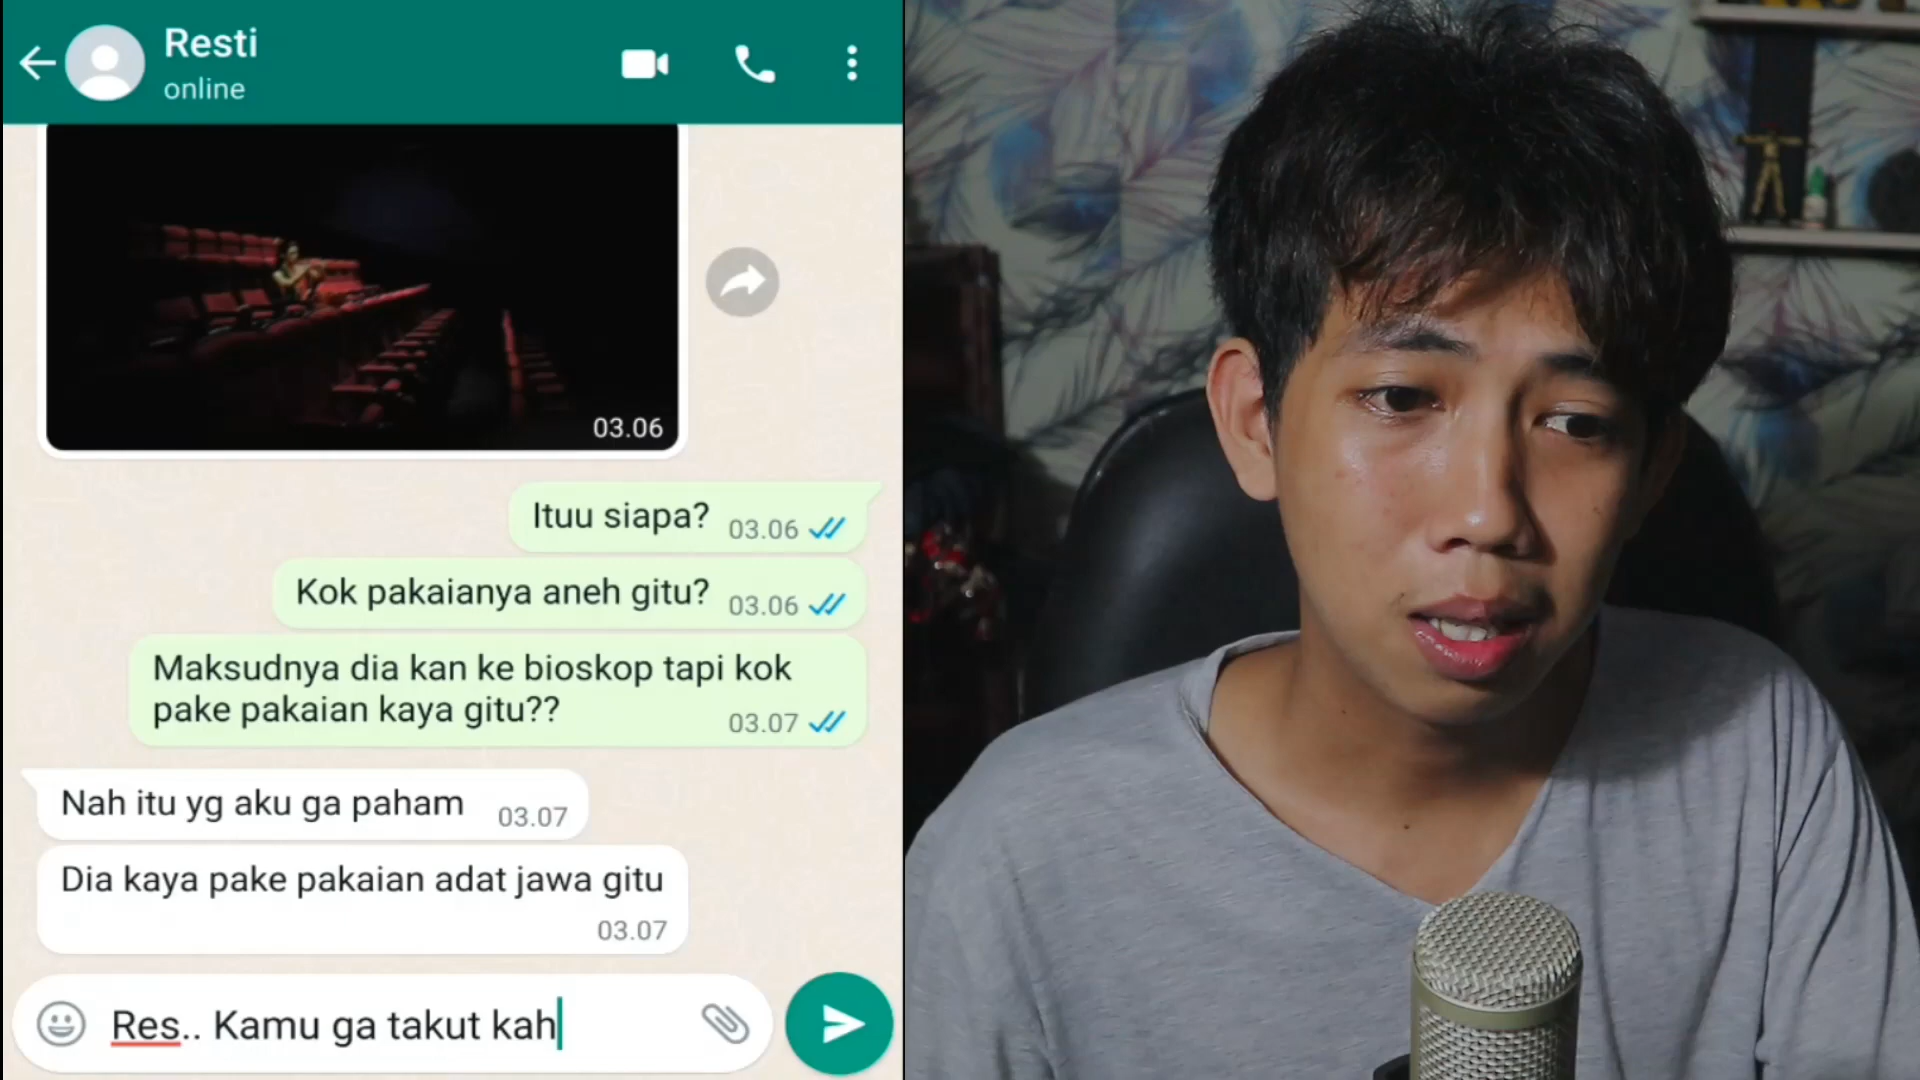 Resti
online
03.06
Ituu siapa? 03.06
Kok pakaianya aneh gitu? 03.06
Maksudnya dia kan ke bioskop tapi kok
pake pakaian kaya gitu?? 03.07
Nah itu yg aku ga paham 03.07
Dia kaya pake pakaian adat jawa gitu
03.07
Res.. Kamu ga takut kah